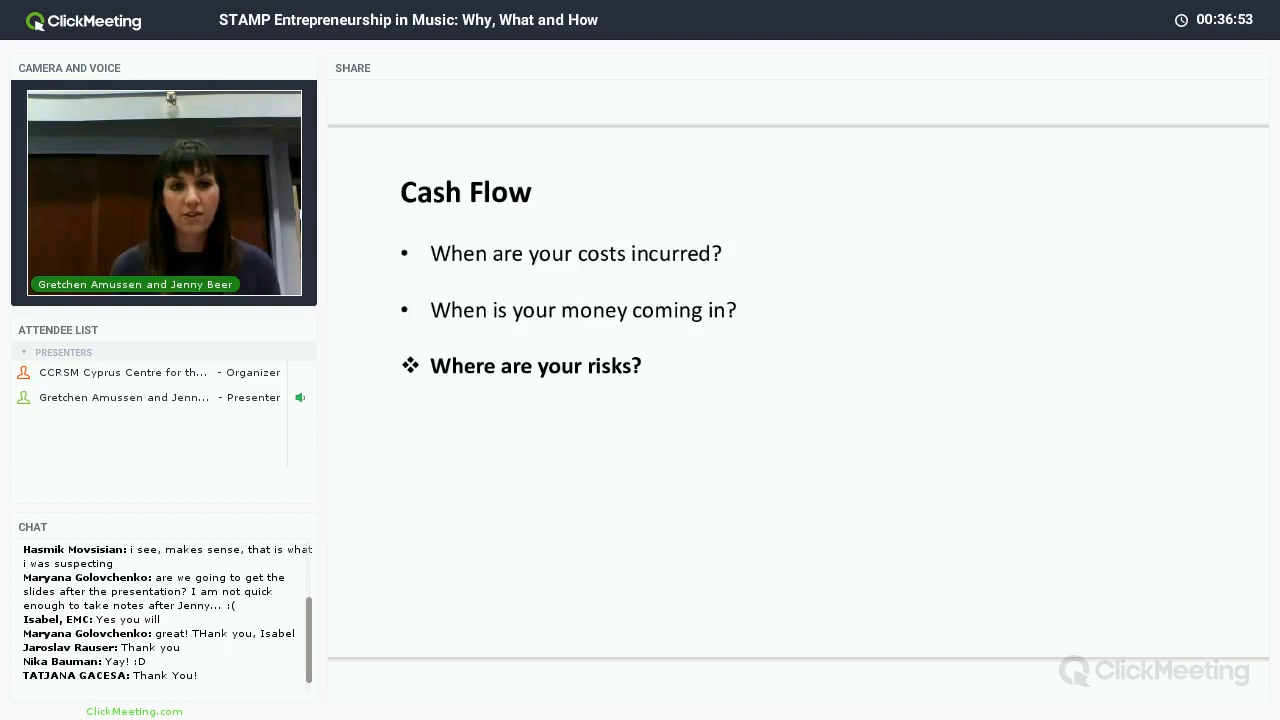 ClickMeeting
STAMP Entrepreneurship in Music: Why, What and How
00:36:53
CAMERA AND VOICE
Gretchen Amussen and Jenny Beer
ATTENDEE LIST
PRESENTERS
CCRSM Cyprus Centre for th... - Organizer
Gretchen Amussen and Jenn... - Presenter
CHAT
Hasmik Movsisian: i see, makes sense, that is what
i was suspecting
Maryana Golovchenko: are we going to get the
slides after the presentation? I am not quick
enough to take notes after Jenny... :(
Isabel, EMC: Yes you will
Maryana Golovchenko: great! THank you, Isabel
Jaroslav Rauser: Thank you
Nika Bauman: Yay! :D
TATJANA GACESA: Thank You!
ClickMeeting.com
SHARE
Cash Flow
• When are your costs incurred?
• When is your money coming in?
❖ Where are your risks?
ClickMeeting